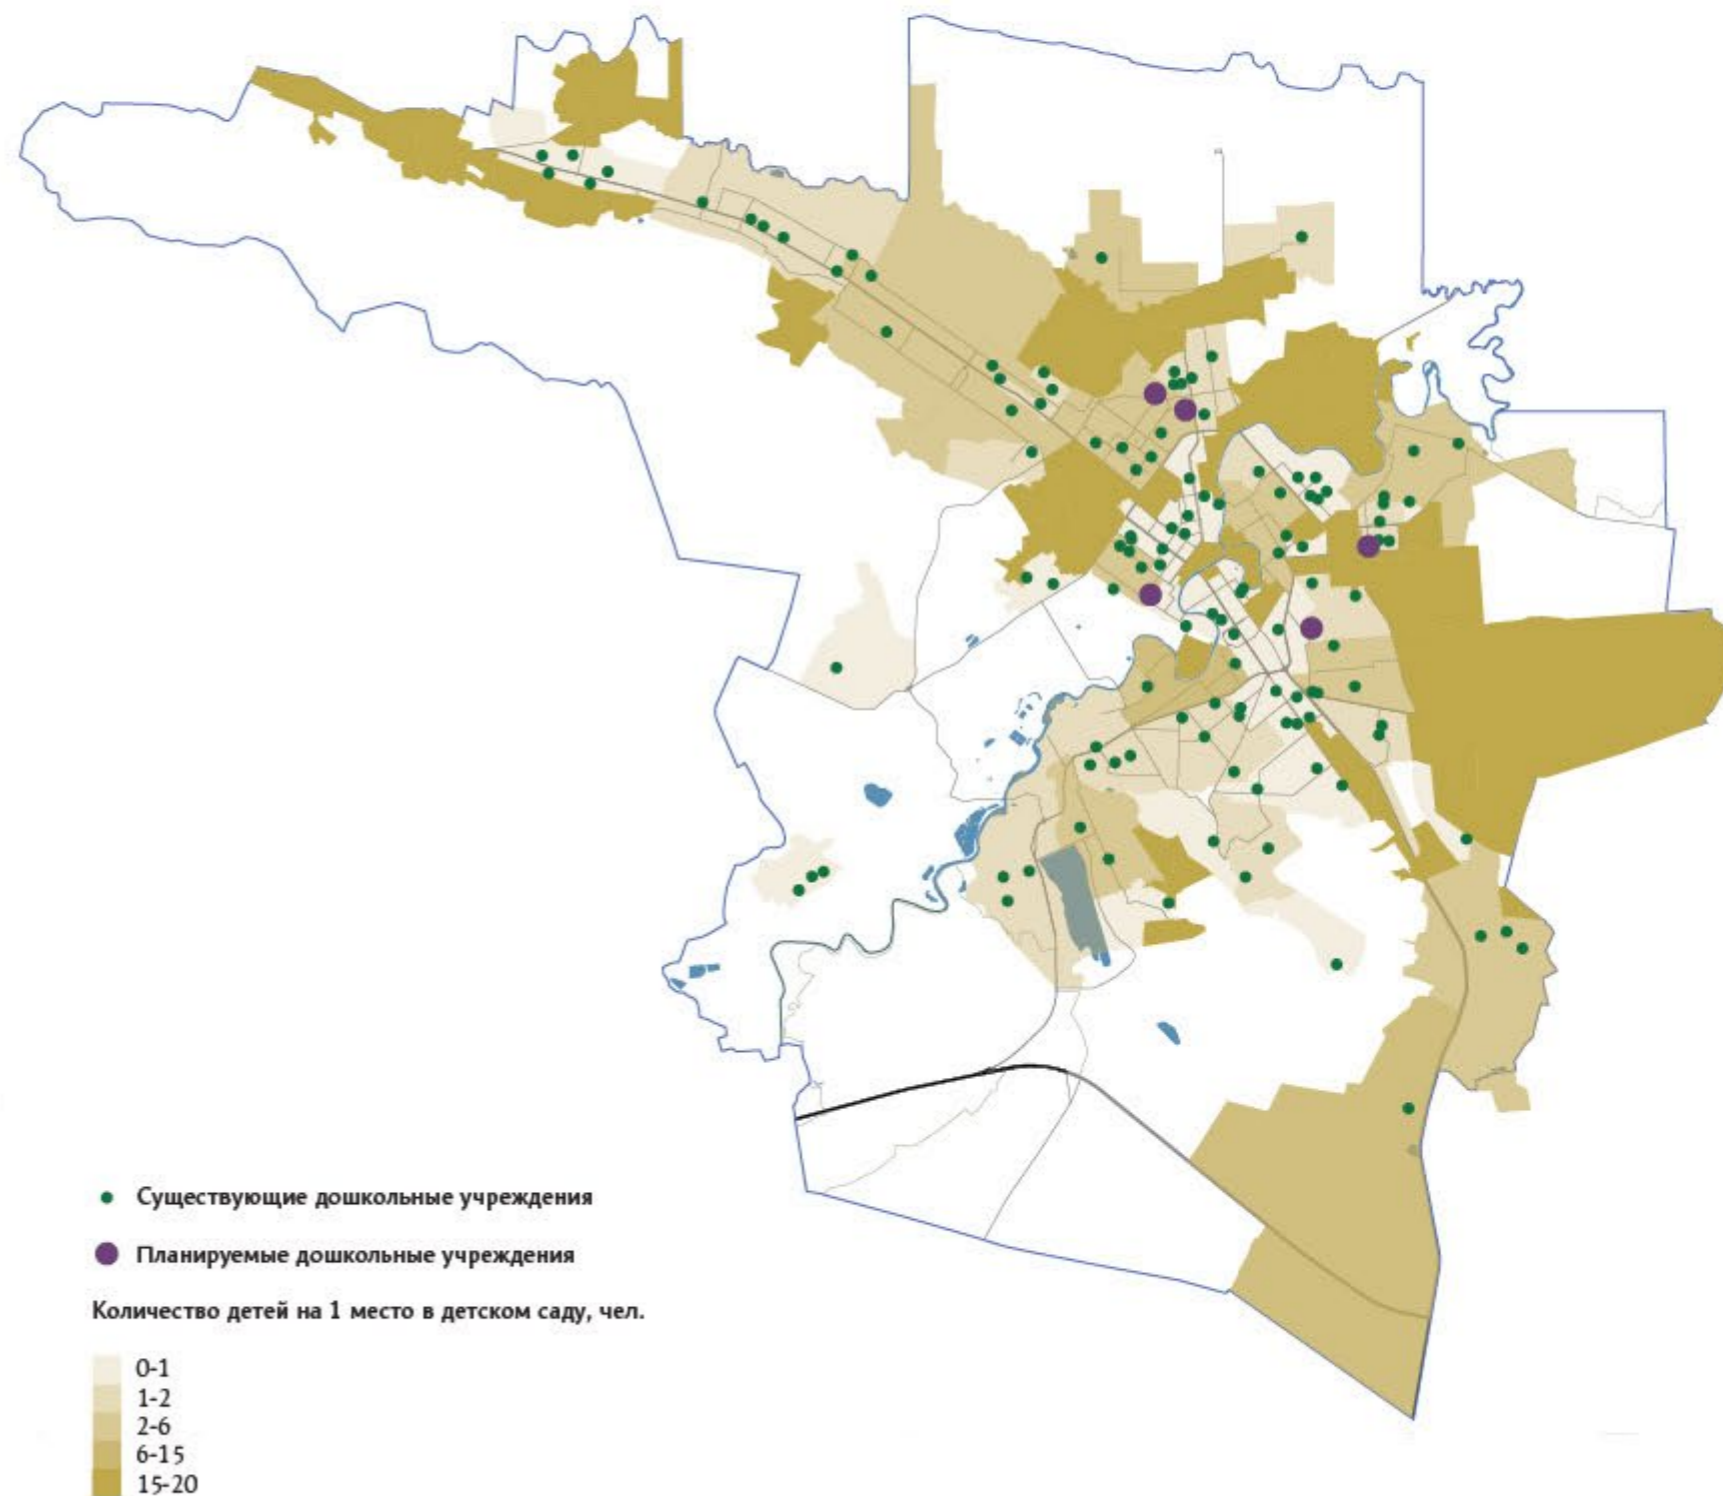 Существующие дошкольные учреждения
Планируемые дошкольные учреждения
Количество детей на 1 место в детском саду, чел.
0-1
1-2
2-6
6-15
15-20